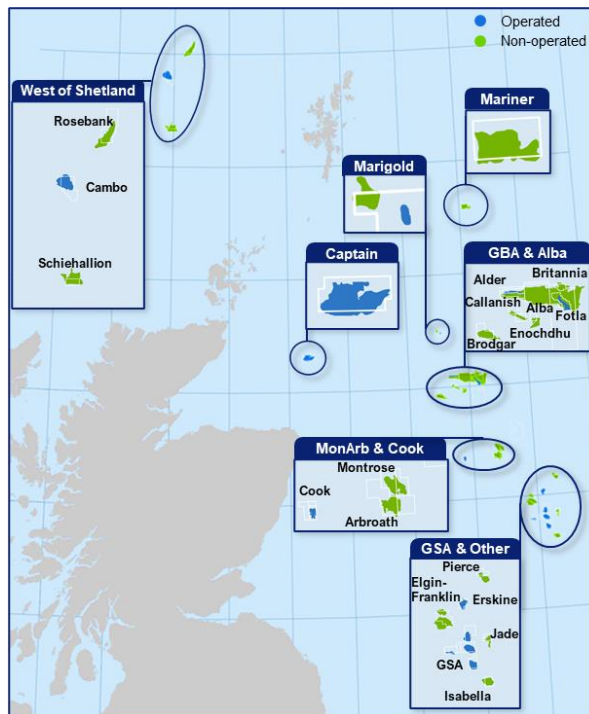 Operated
Non-operated
West of Shetland
Rosebank
Cambo
Schiehallion
Mariner
Marigold
Captain
GBA & Alba
Britannia
Alder
Callanish
Alba
Fotla
Enochdhu
Brodgar
MonArb & Cook
Montrose
Cook
Arbroath
GSA & Other
Pierce
Elgin-
Franklin
Erskine
Jade
GSA
Isabella